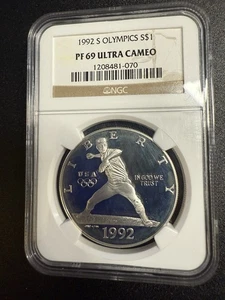 1992 S OLYMPICS S$1
PF 69 ULTRA CAMEO
1208481-070
NGC
LIBERTY
USA
IN GOD WE
TRUST
1992